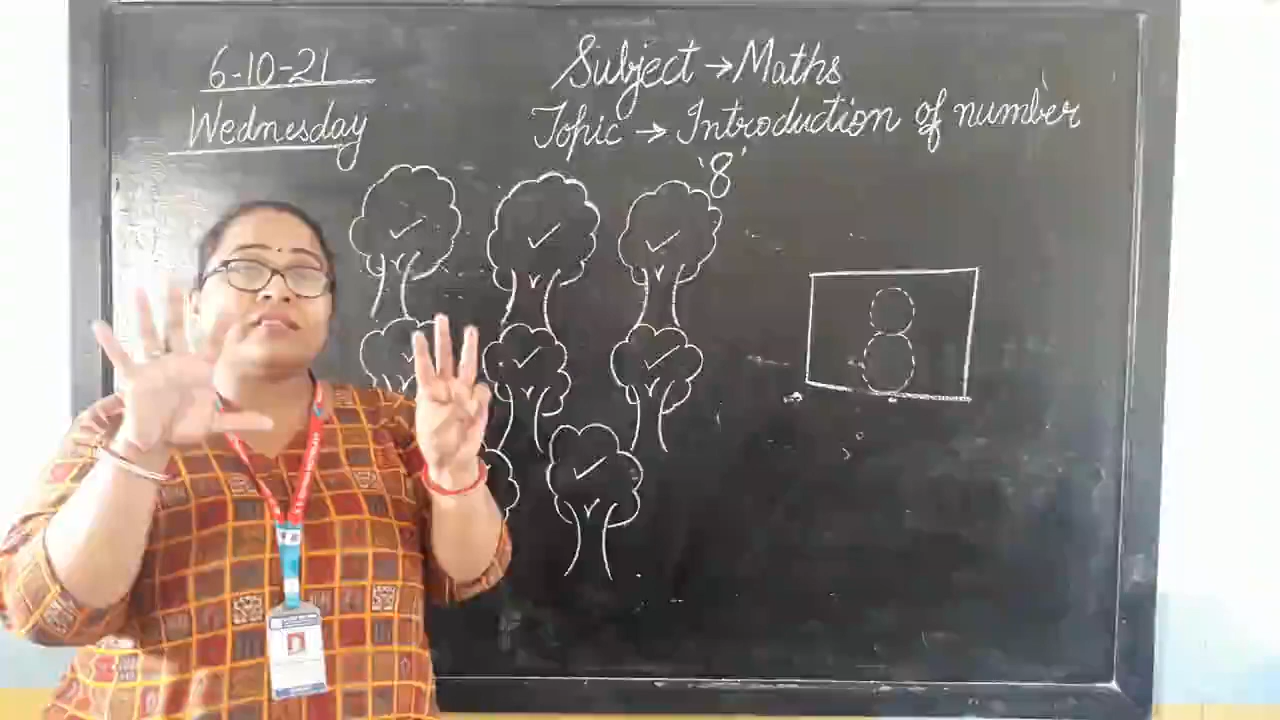 6-10-21
Wednesday
Subject → Maths
Topic → Introduction of number
'8'
8